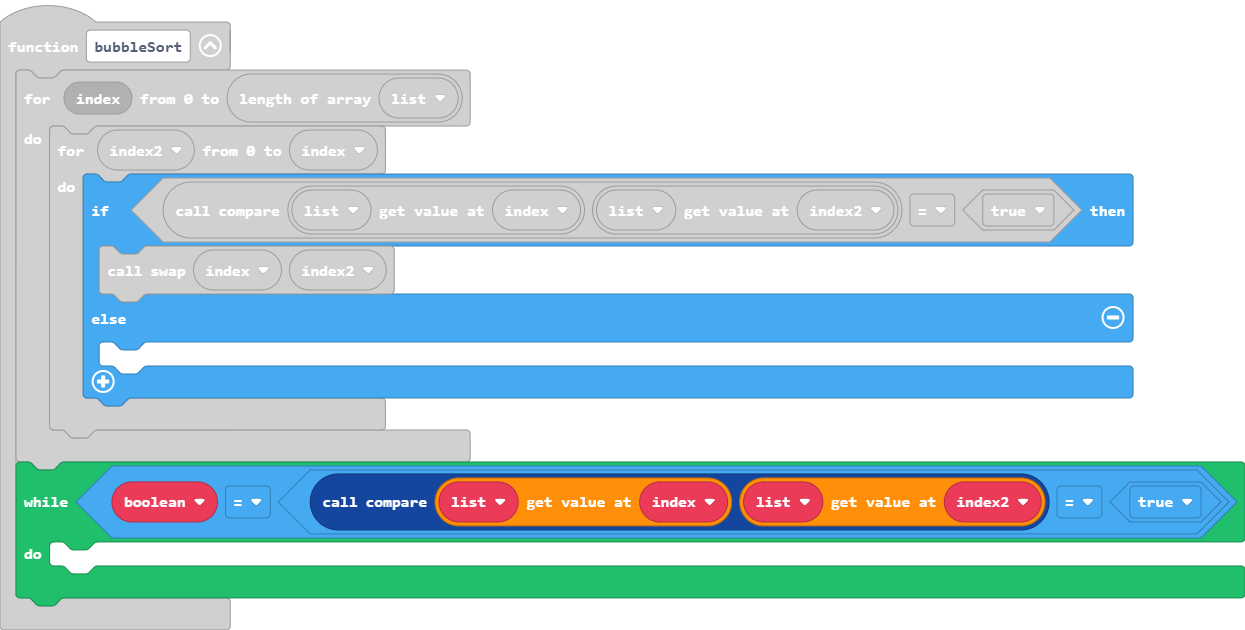 function bubbleSort
for index from 0 to length of array list
do for index2 from 0 to index
do if call compare list get value at index list get value at index2 = true then
call swap index index2
else
while boolean = call compare list get value at index list get value at index2 = true
do